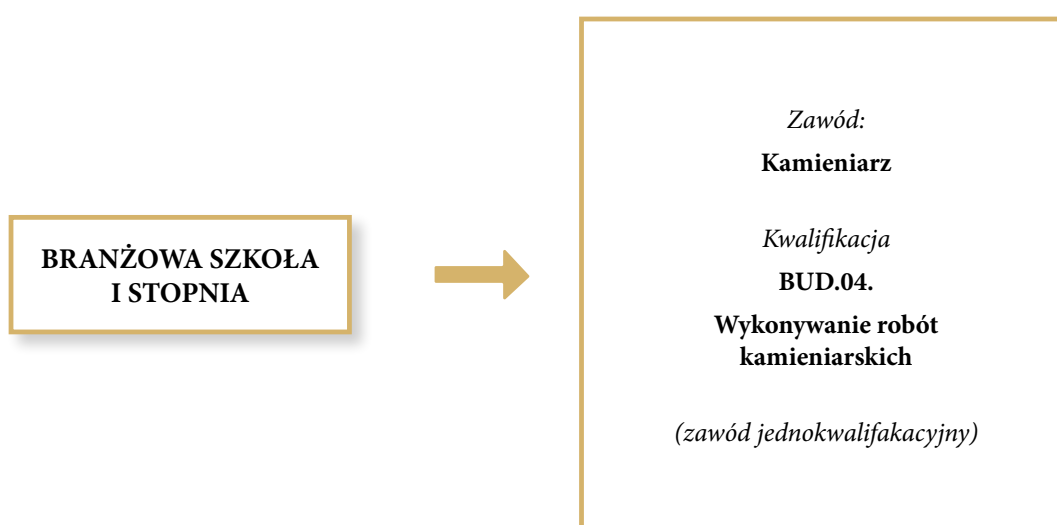 BRANŻOWA SZKOŁA
I STOPNIA
Zawód:
Kamieniarz
Kwalifikacja
BUD.04.
Wykonywanie robót
kamieniarskich
(zawód jednokwalifakacyjny)